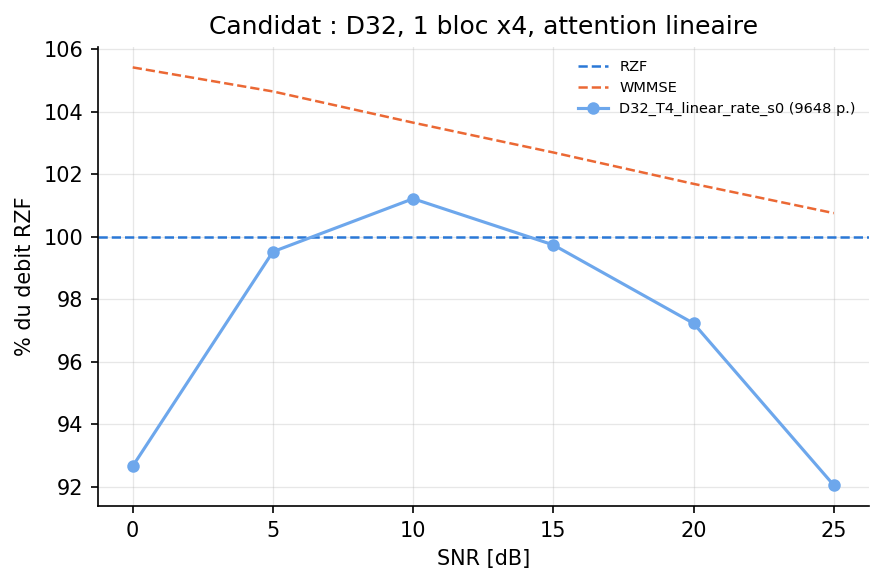 Candidat : D32, 1 bloc x4, attention lineaire
% du debit RZF
106
104
102
100
98
96
94
92
RZF
WMMSE
D32_T4_linear_rate_s0 (9648 p.)
0 5 10 15 20 25
SNR [dB]